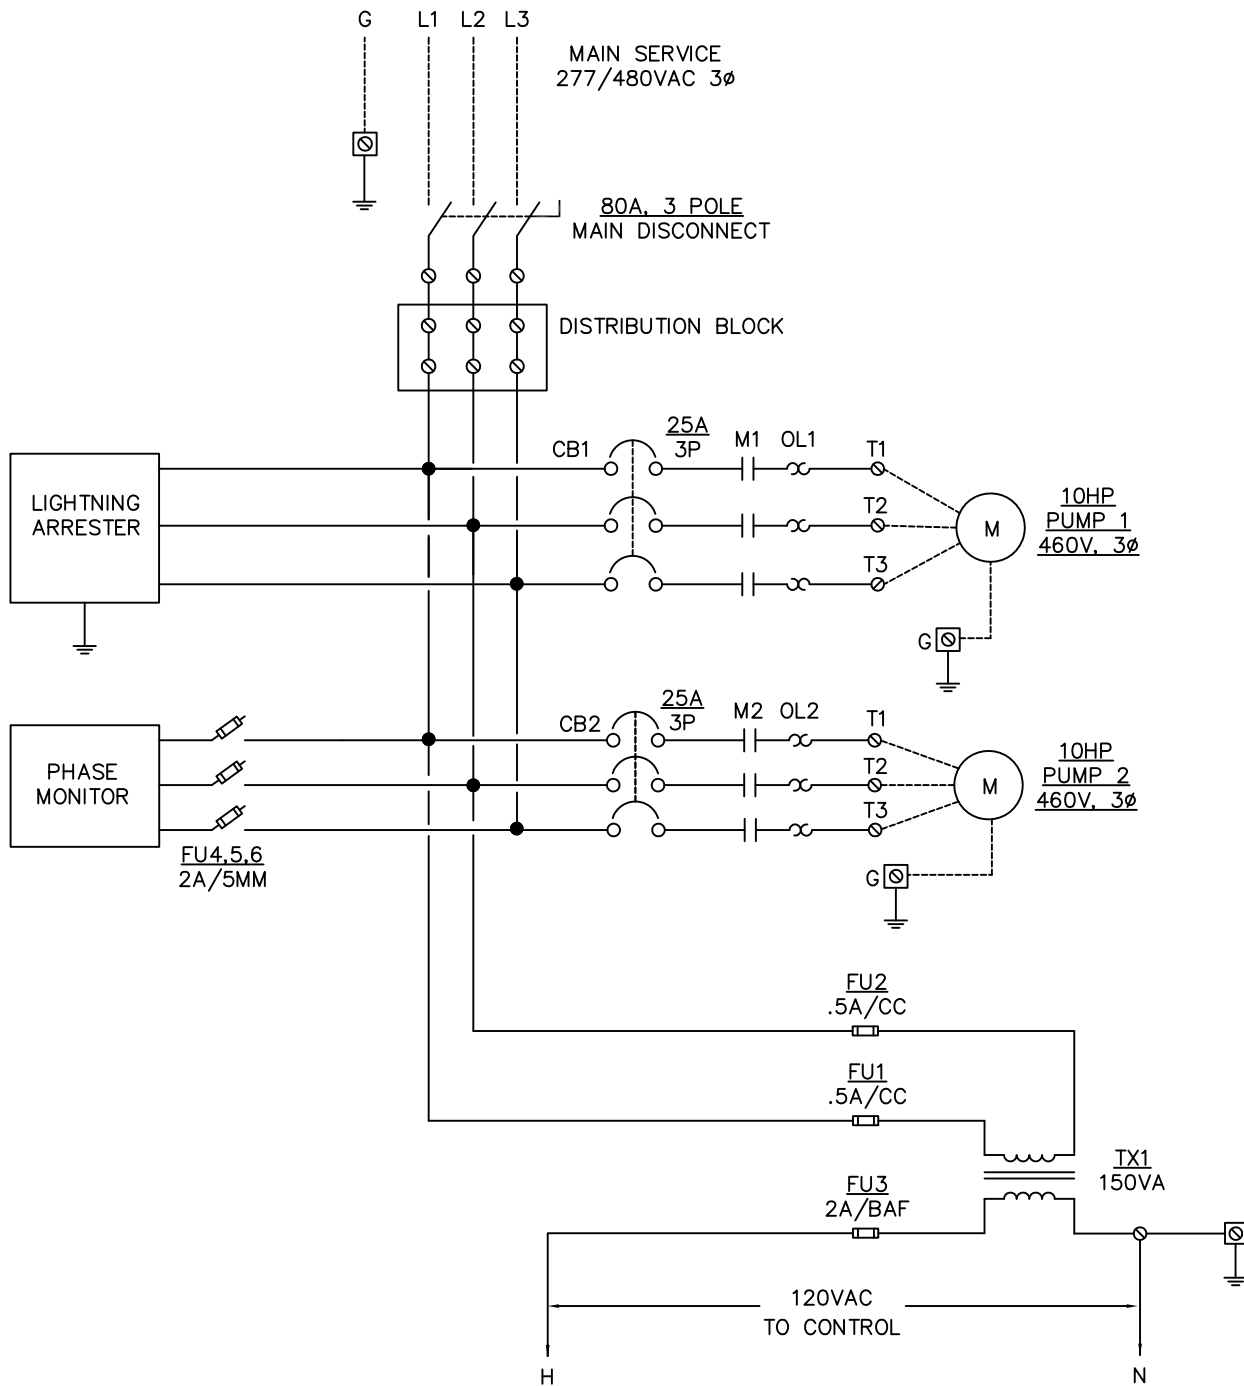 G L1 L2 L3
MAIN SERVICE
277/480VAC 3ø
80A, 3 POLE
MAIN DISCONNECT
DISTRIBUTION BLOCK
LIGHTNING
ARRESTER
CB1
25A
3P
M1 OL1
T1
T2
T3
M
10HP
PUMP 1
460V, 3ø
G
PHASE
MONITOR
FU4,5,6
2A/5MM
CB2
25A
3P
M2 OL2
T1
T2
T3
M
10HP
PUMP 2
460V, 3ø
G
FU2
.5A/CC
FU1
.5A/CC
TX1
150VA
FU3
2A/BAF
120VAC
TO CONTROL
H
N